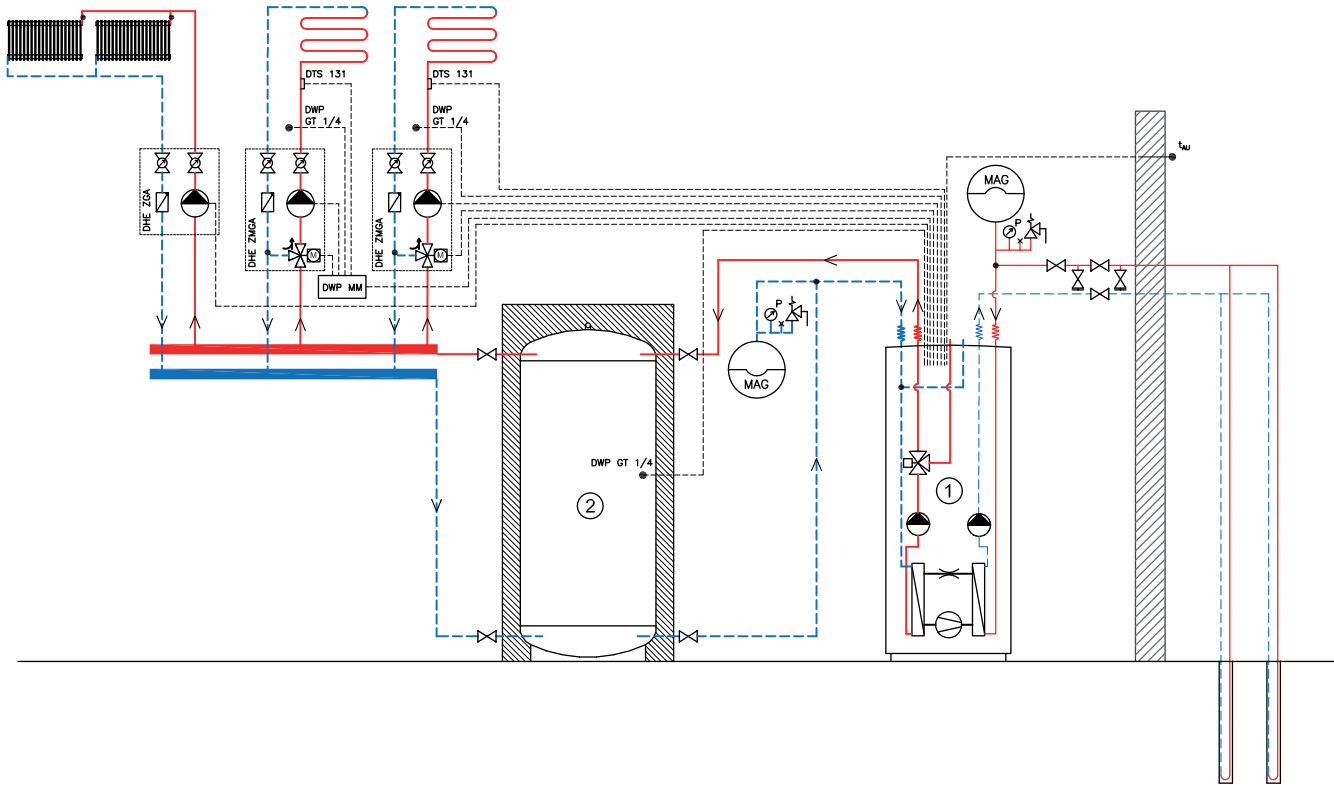 DTS 131
DTS 131
DWP
GT 1/4
DWP
GT 1/4
DHE ZGA
DHE ZMGA
DHE ZMGA
M
M
DWP MM
tAU
MAG
P
P
MAG
DWP GT 1/4
1
2